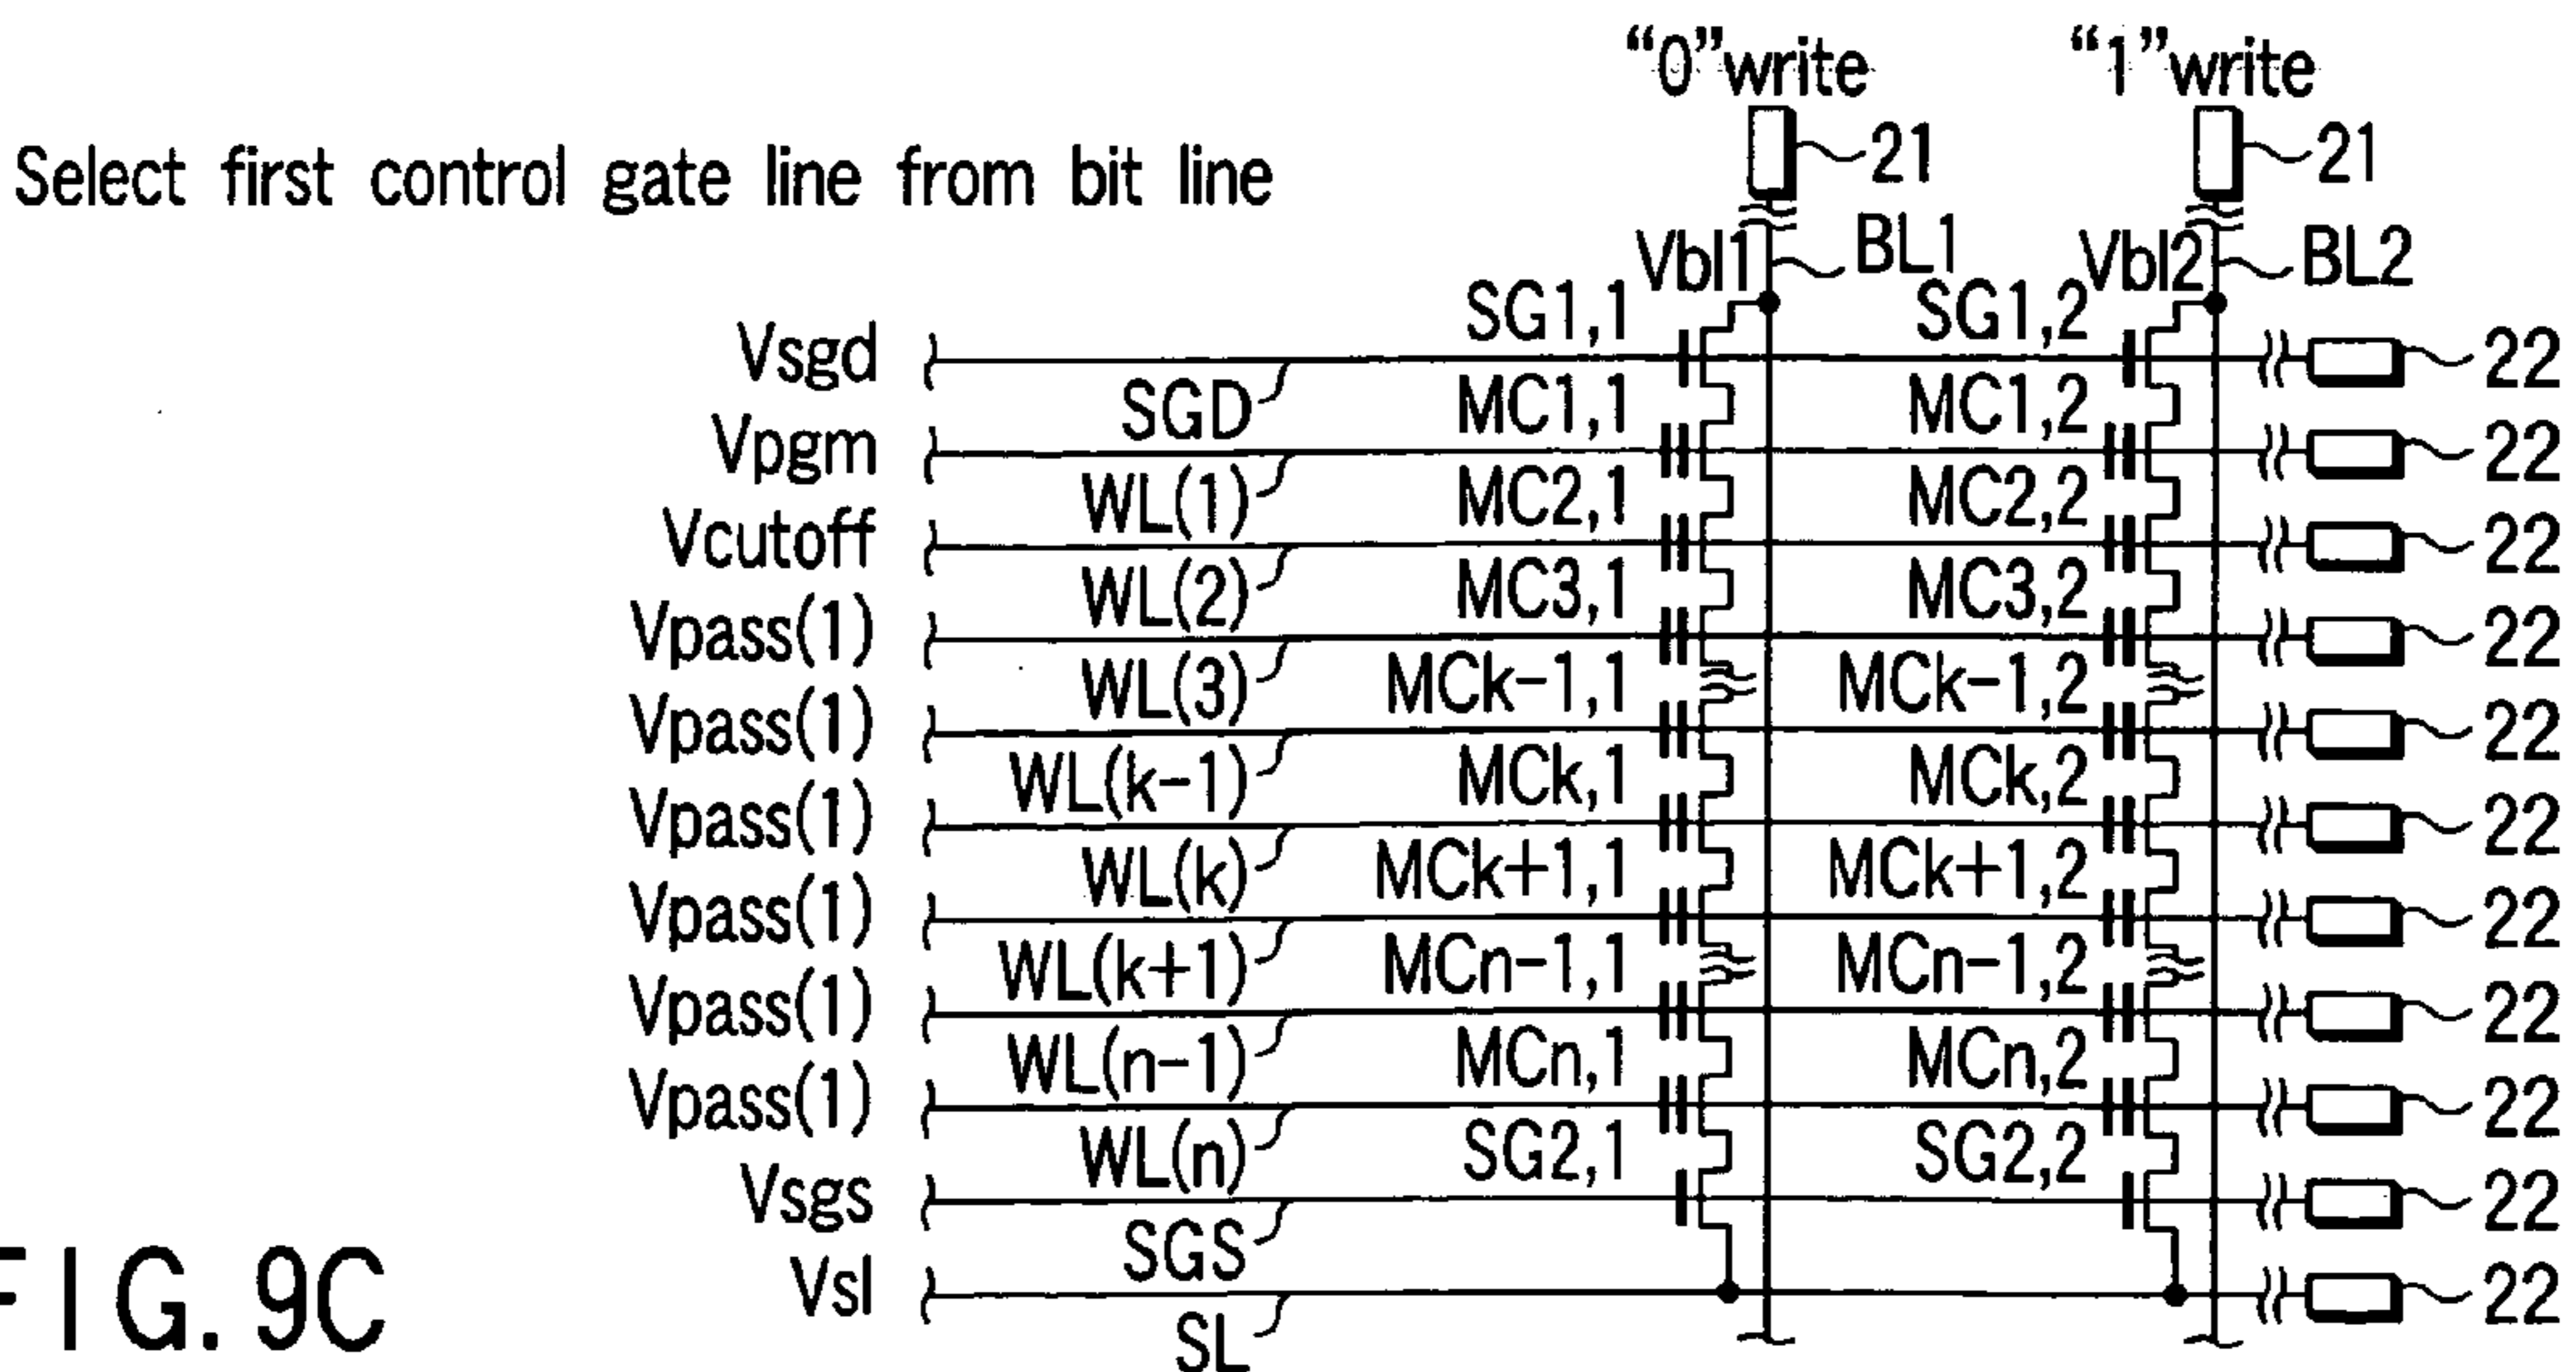 “0”write “1”write
21 21
Select first control gate line from bit line
Vbl1 BL1 Vbl2 BL2
SG1,1 SG1,2
Vsgd 22
SGD MC1,1 MC1,2
Vpgm 22
WL(1) MC2,1 MC2,2
Vcutoff 22
WL(2) MC3,1 MC3,2
Vpass(1) 22
WL(3) MCk-1,1 MCk-1,2
Vpass(1) 22
WL(k-1) MCk,1 MCk,2
Vpass(1) 22
WL(k) MCk+1,1 MCk+1,2
Vpass(1) 22
WL(k+1) MCn-1,1 MCn-1,2
Vpass(1) 22
WL(n-1) MCn,1 MCn,2
Vpass(1) 22
WL(n) SG2,1 SG2,2
Vsgs 22
SGS
Vsl 22
SL
FIG. 9C